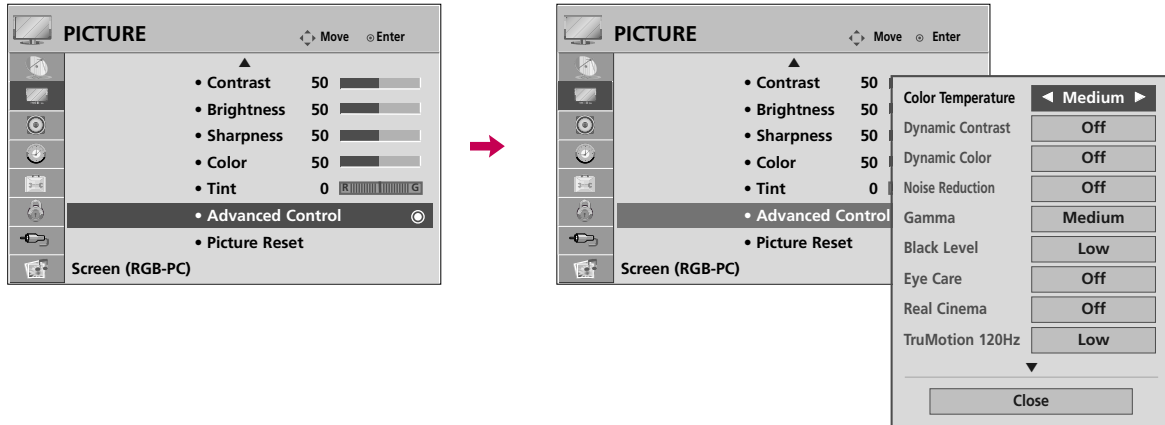 PICTURE
Move Enter
• Contrast 50
• Brightness 50
• Sharpness 50
• Color 50
• Tint 0 R G
• Advanced Control
• Picture Reset
Screen (RGB-PC)
PICTURE
Move Enter
• Contrast 50
• Brightness 50
• Sharpness 50
• Color 50
• Tint 0
• Advanced Control
• Picture Reset
Screen (RGB-PC)
Color Temperature ◀ Medium ▶
Dynamic Contrast Off
Dynamic Color Off
Noise Reduction Off
Gamma Medium
Black Level Low
Eye Care Off
Real Cinema Off
TruMotion 120Hz Low
Close